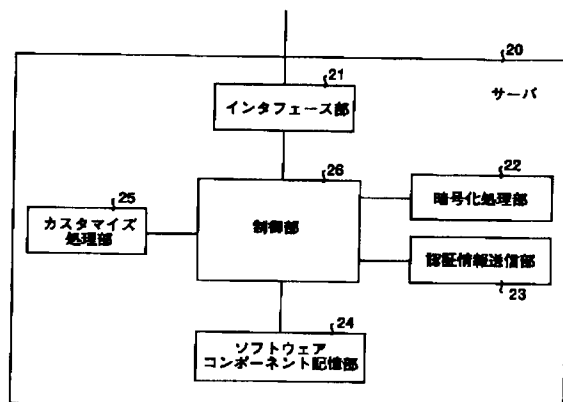 20
サーバ
21
インタフェース部
26
制御部
22
暗号化処理部
25
カスタマイズ
処理部
認証情報送信部
23
24
ソフトウェア
コンポーネント記憶部